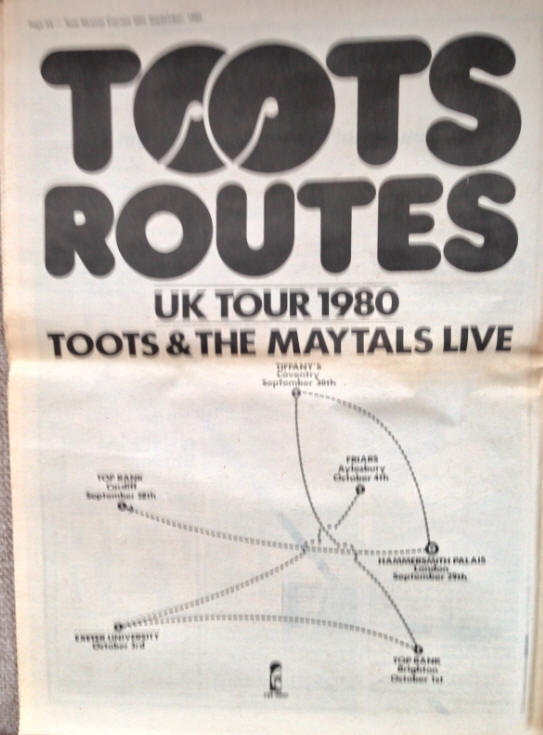 TOOTS
ROUTES
UK TOUR 1980
TOOTS & THE MAYTALS LIVE
TIFFANY'S
Coventry
September 30th
FRIARS
Aylesbury
October 4th
TOP RANK
Cardiff
September 28th
HAMMERSMITH PALAIS
London
September 29th
EXETER UNIVERSITY
October 3rd
TOP RANK
Brighton
October 1st